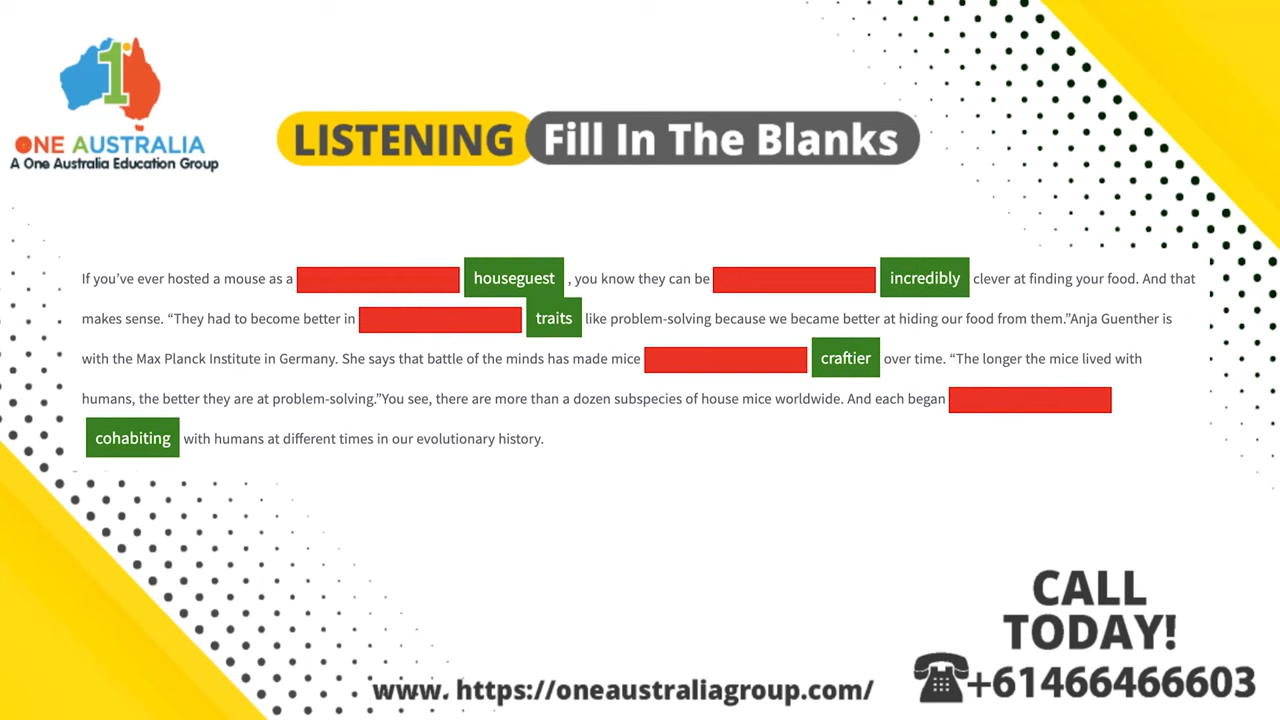 1
ONE AUSTRALIA
A One Australia Education Group
LISTENING Fill In The Blanks
If you’ve ever hosted a mouse as a houseguest , you know they can be incredibly clever at finding your food. And that
makes sense. “They had to become better in traits like problem-solving because we became better at hiding our food from them.”Anja Guenther is
with the Max Planck Institute in Germany. She says that battle of the minds has made mice craftier over time. “The longer the mice lived with
humans, the better they are at problem-solving.”You see, there are more than a dozen subspecies of house mice worldwide. And each began
cohabiting with humans at different times in our evolutionary history.
CALL
TODAY!
+61466466603
www. https://oneaustraliagroup.com/